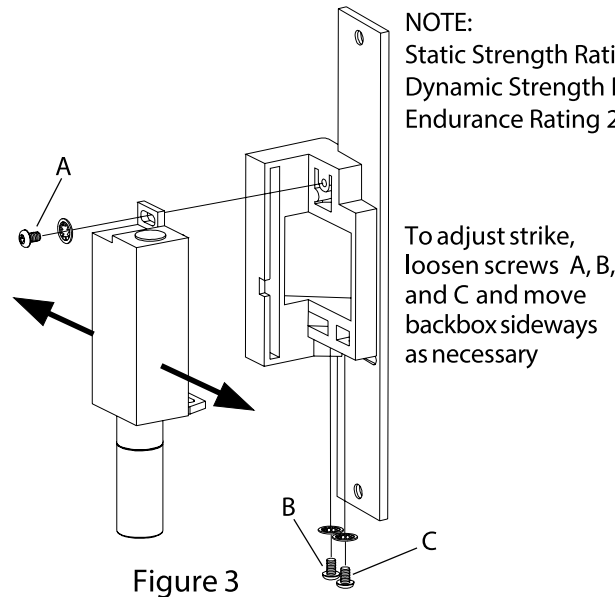 NOTE:
Static Strength
Dynamic Strength
Endurance Rating
A
To adjust strike,
loosen screws A, B,
and C and move
backbox sideways
as necessary
B
C
Figure 3